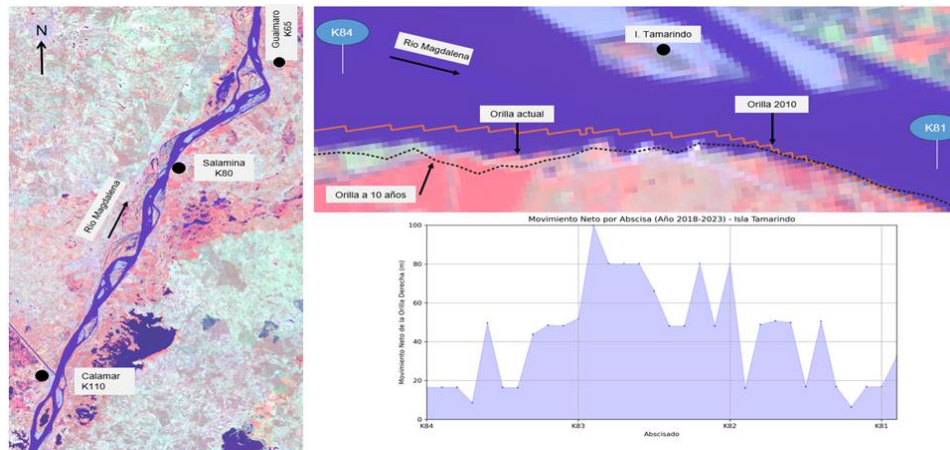 N
Guaimaro
K65
Salamina
K80
Rio Magdalena
Calamar
K110
K84
Rio Magdalena
I. Tamarindo
Orilla actual
Orilla 2010
K81
Orilla a 10 años
Movimiento Neto por Abscisa (Año 2018-2023) - Isla Tamarindo
Movimiento Neto de la Orilla Derecha (m)
100
80
60
40
20
0
K84
K83
K82
K81
Abscisado